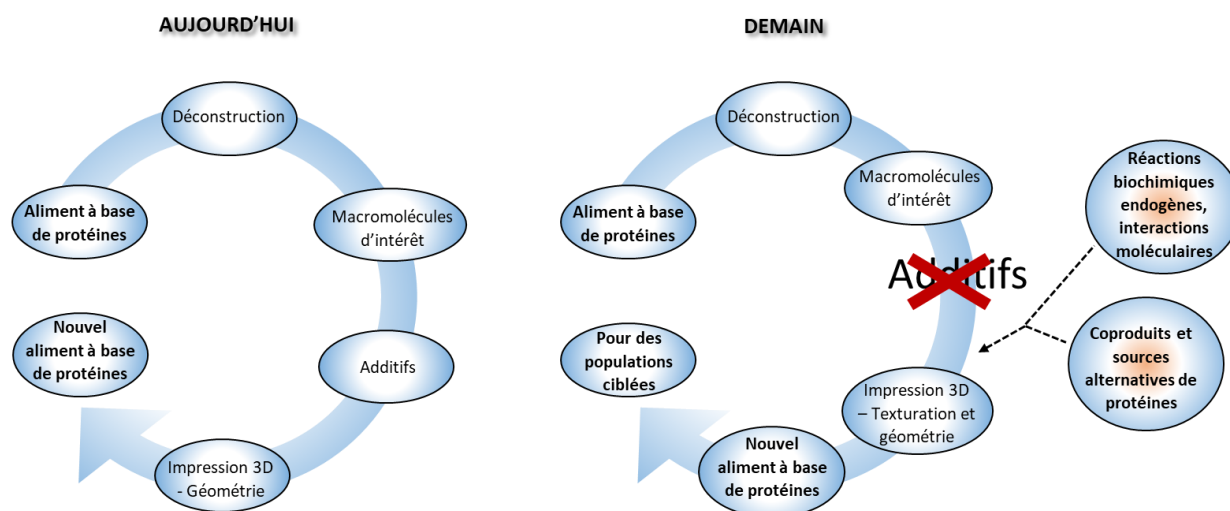 AUJOURD'HUI
Déconstruction
Aliment à base
de protéines
Macromolécules
d'intérêt
Nouvel
aliment à base
de protéines
Additifs
Impression 3D
- Géométrie
DEMAIN
Déconstruction
Macromolécules
d'intérêt
Aliment à base
de protéines
Additifs
Pour des
populations
ciblées
Impression 3D
– Texturation et
géométrie
Nouvel
aliment à base
de protéines
Réactions
biochimiques
endogènes,
interactions
moléculaires
Coproduits et
sources
alternatives de
protéines